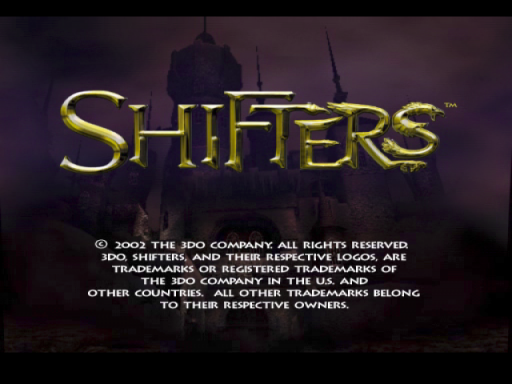 SHIFTERS™
© 2002 THE 3DO COMPANY. ALL RIGHTS RESERVED.
3DO, SHIFTERS, AND THEIR RESPECTIVE LOGOS, ARE
TRADEMARKS OR REGISTERED TRADEMARKS OF
THE 3DO COMPANY IN THE U.S. AND
OTHER COUNTRIES. ALL OTHER TRADEMARKS BELONG
TO THEIR RESPECTIVE OWNERS.